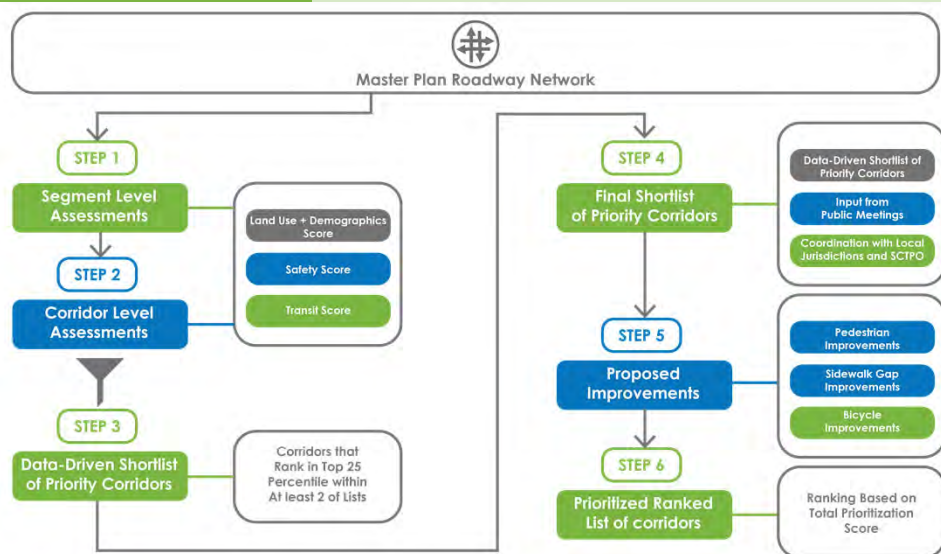 Master Plan Roadway Network
STEP 1
Segment Level
Assessments
STEP 2
Corridor Level
Assessments
Land Use + Demographics
Score
Safety Score
Transit Score
STEP 3
Data-Driven Shortlist
of Priority Corridors
Corridors that
Rank in Top 25
Percentile within
At least 2 of Lists
STEP 4
Final Shortlist
of Priority Corridors
Data-Driven Shortlist of
Priority Corridors
Input from
Public Meetings
Coordination with Local
Jurisdictions and SCTPO
STEP 5
Proposed
Improvements
Pedestrian
Improvements
Sidewalk Gap
Improvements
Bicycle
Improvements
STEP 6
Prioritized Ranked
List of corridors
Ranking Based on
Total Prioritization
Score